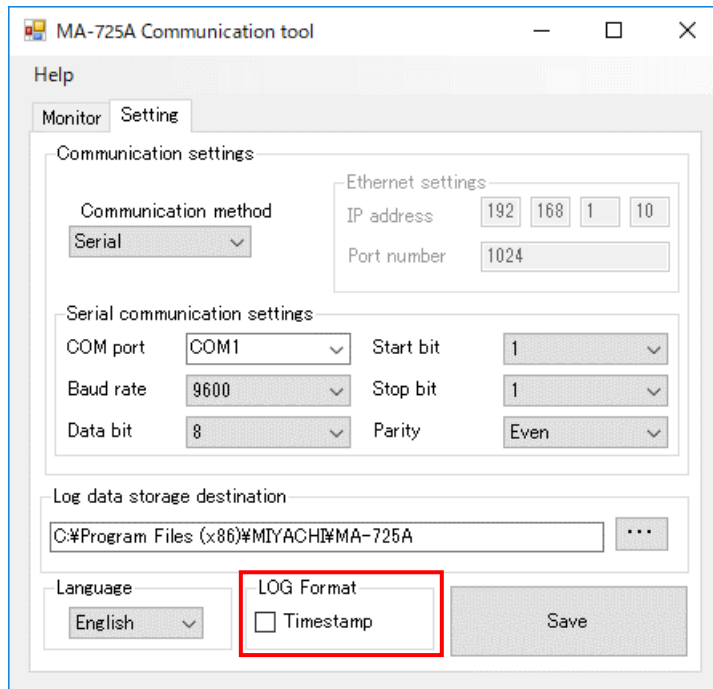 MA-725A Communication tool
Help
Monitor Setting
Communication settings
Communication method
Serial
Ethernet settings
IP address 192 168 1 10
Port number 1024
Serial communication settings
COM port COM1 Start bit 1
Baud rate 9600 Stop bit 1
Data bit 8 Parity Even
Log data storage destination
C:¥Program Files (x86)¥MIYACHI¥MA-725A ...
Language
English
LOG Format
Timestamp
Save